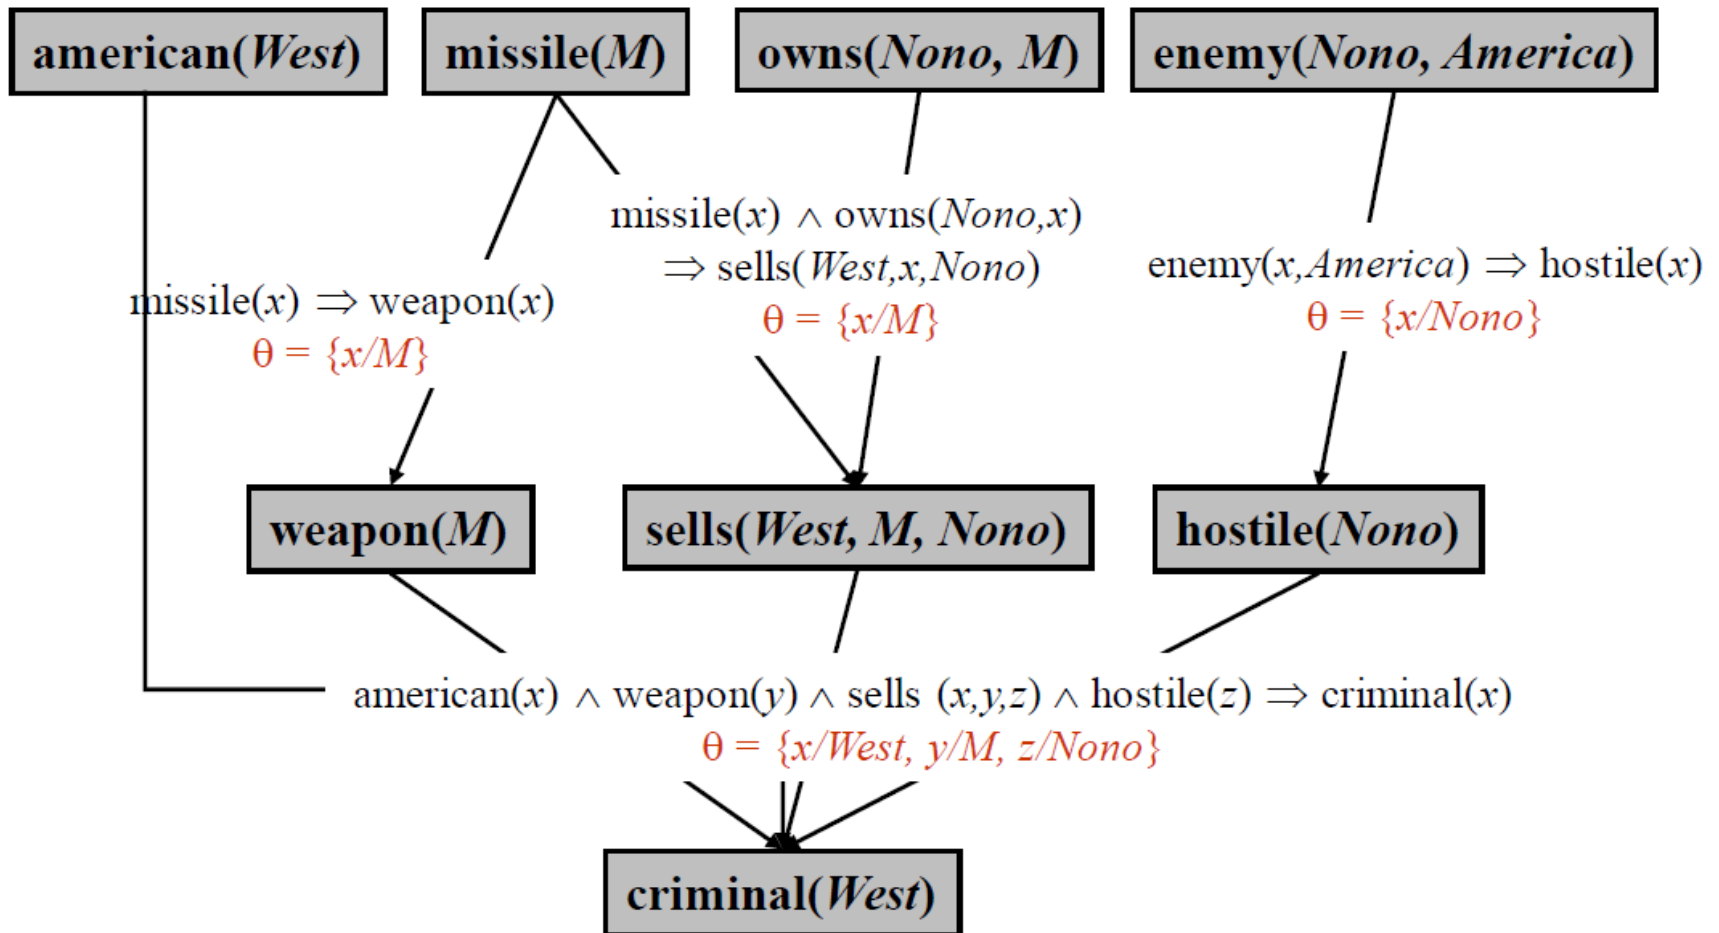 american(West) missile(M) owns(Nono, M) enemy(Nono, America)
missile(x) ∧ owns(Nono,x)
⇒ sells(West,x,Nono)
θ = {x/M}
enemy(x,America) ⇒ hostile(x)
θ = {x/Nono}
missile(x) ⇒ weapon(x)
θ = {x/M}
weapon(M) sells(West, M, Nono) hostile(Nono)
american(x) ∧ weapon(y) ∧ sells (x,y,z) ∧ hostile(z) ⇒ criminal(x)
θ = {x/West, y/M, z/Nono}
criminal(West)